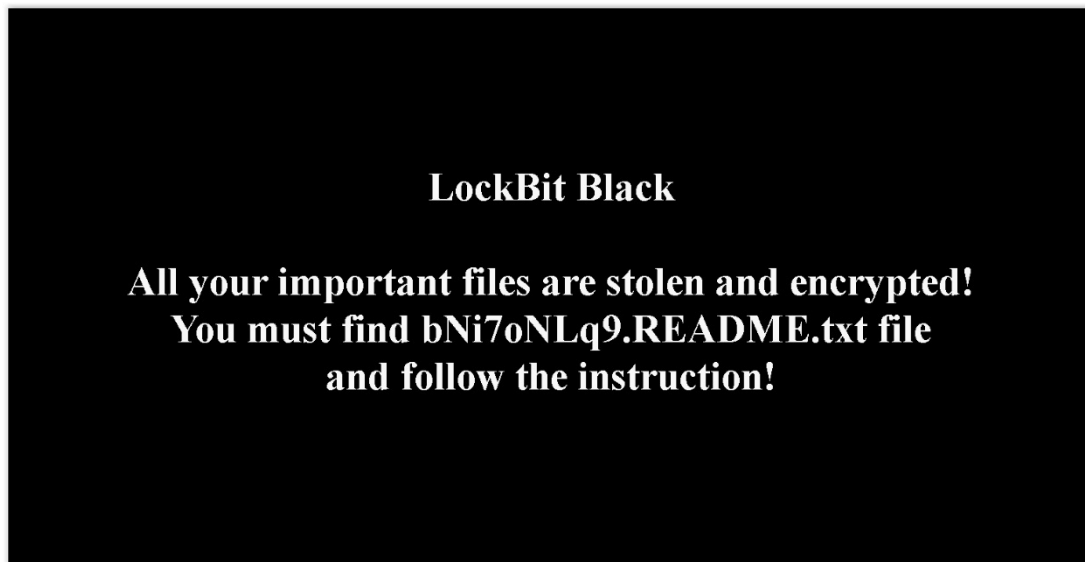 LockBit Black
All your important files are stolen and encrypted!
You must find bNi7oNLq9.README.txt file
and follow the instruction!